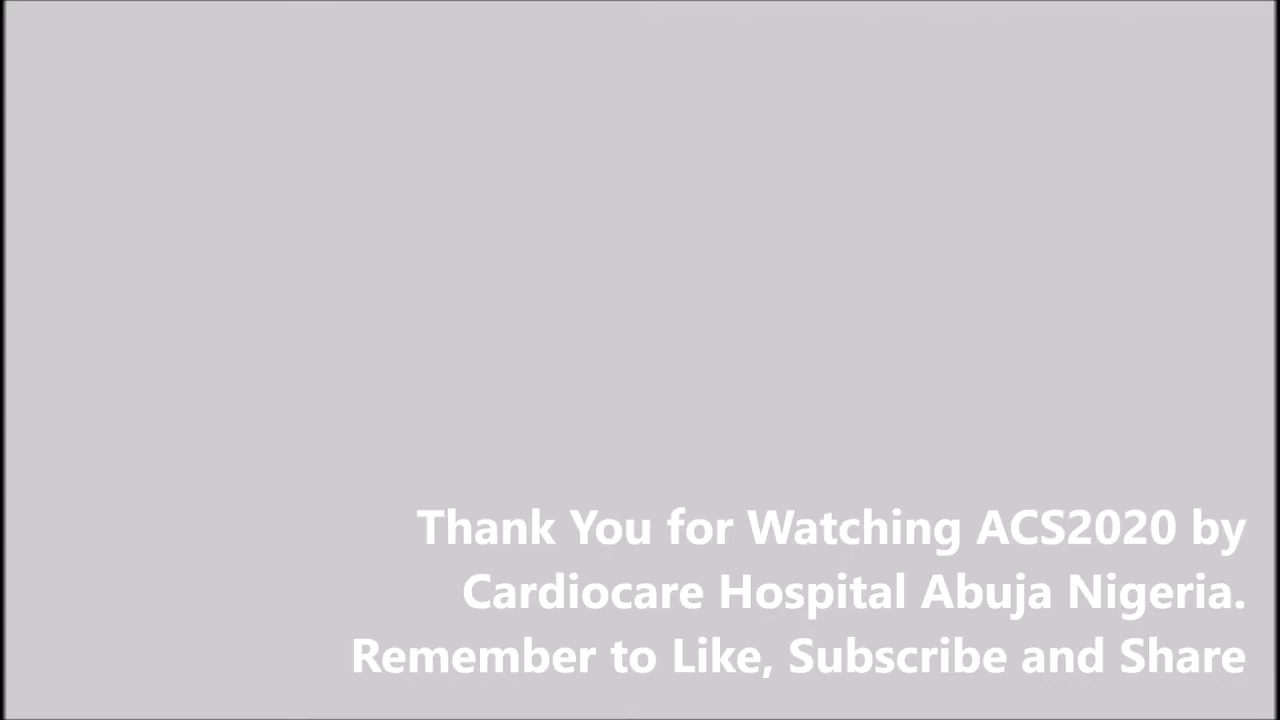 Thank You for Watching ACS2020 by
Cardiocare Hospital Abuja Nigeria.
Remember to Like, Subscribe and Share